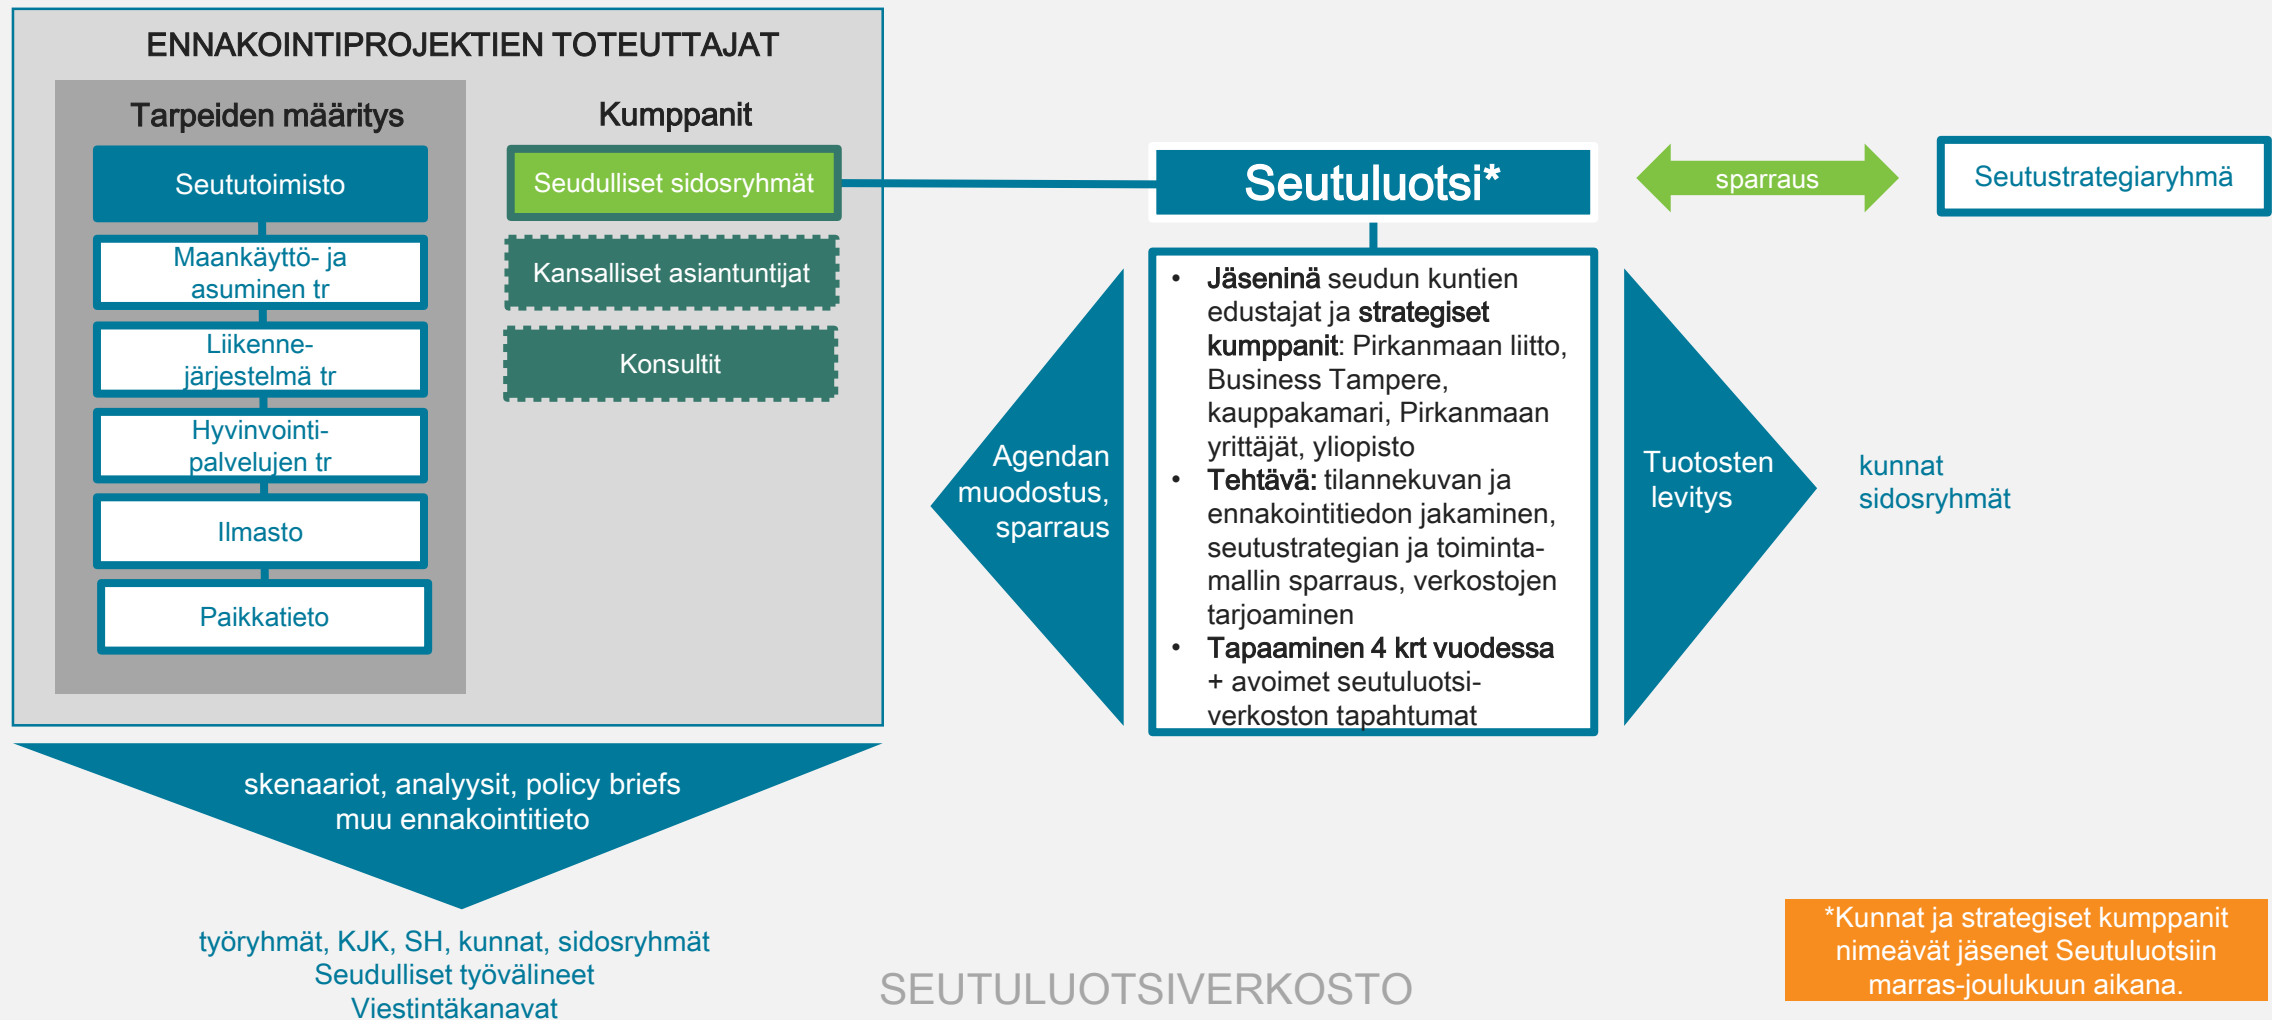 ENNAKOINTIPROJEKTIEN TOTEUTTAJAT
Tarpeiden määritys
Seututoimisto
Maankäyttö- ja
asuminen tr
Liikenne-
järjestelmä tr
Hyvinvointi-
palvelujen tr
Ilmasto
Paikkatieto
Kumppanit
Seudulliset sidosryhmät
Kansalliset asiantuntijat
Konsultit
skenaariot, analyysit, policy briefs
muu ennakointitieto
työryhmät, KJK, SH, kunnat, sidosryhmät
Seudulliset työvälineet
Viestintäkanavat
Agendan
muodostus,
sparraus
Seutuluotsi*
• Jäseninä seudun kuntien
edustajat ja strategiset
kumppanit: Pirkanmaan liitto,
Business Tampere,
kauppakamari, Pirkanmaan
yrittäjät, yliopisto
• Tehtävä: tilannekuvan ja
ennakointitiedon jakaminen,
seutustrategian ja toiminta-
mallin sparraus, verkostojen
tarjoaminen
• Tapaaminen 4 krt vuodessa
+ avoimet seutuluotsi-
verkoston tapahtumat
sparraus
Seutustrategiaryhmä
Tuotosten
levitys
kunnat
sidosryhmät
SEUTULUOTSIVERKOSTO
*Kunnat ja strategiset kumppanit
nimeävät jäsenet Seutuluotsiin
marras-joulukuun aikana.